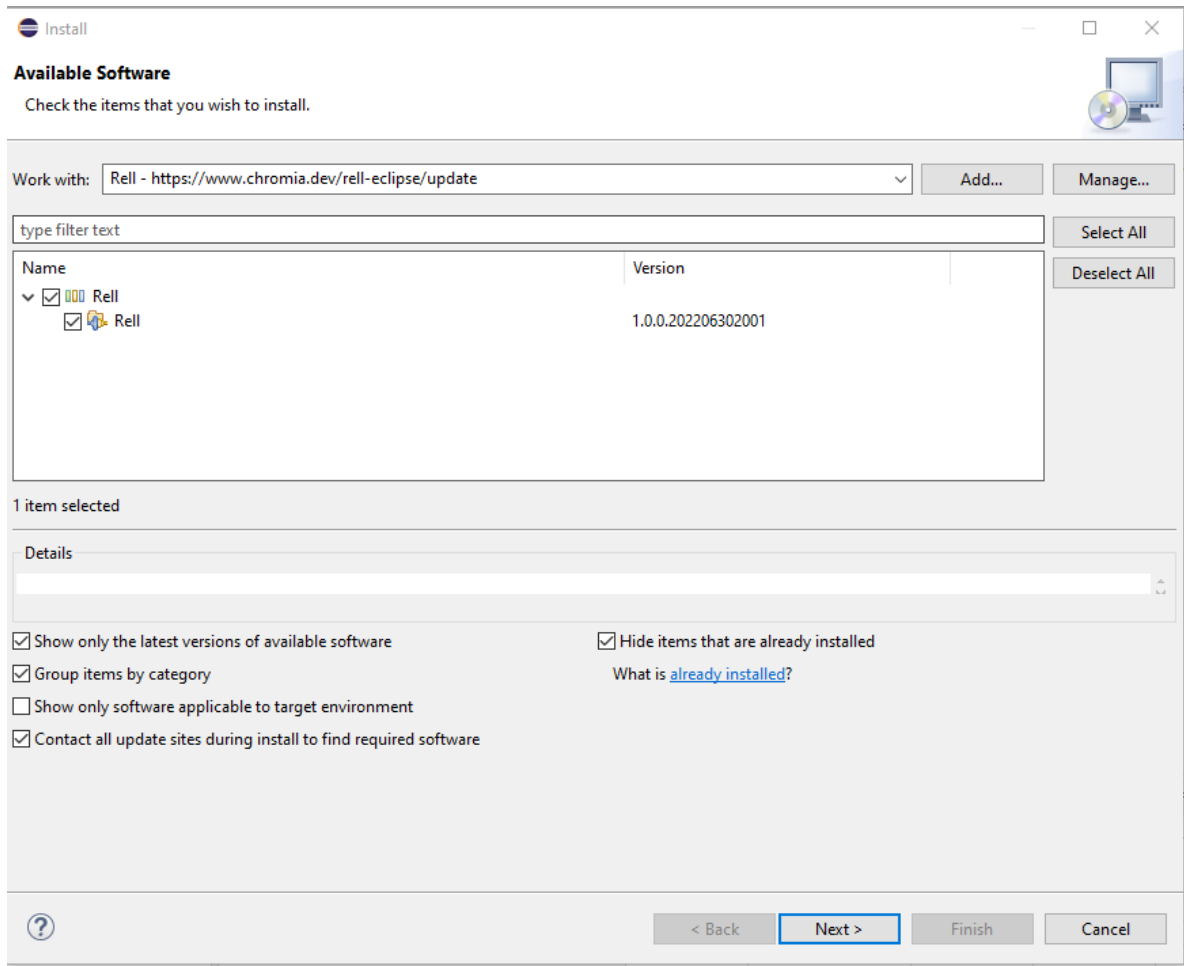 Install
Available Software
Check the items that you wish to install.
Work with: Rell - https://www.chromia.dev/rell-eclipse/update Add... Manage...
type filter text Select All
Name Version Deselect All
Rell
Rell 1.0.0.202206302001
1 item selected
Details
Show only the latest versions of available software Hide items that are already installed
Group items by category What is already installed?
Show only software applicable to target environment
Contact all update sites during install to find required software
? < Back Next > Finish Cancel